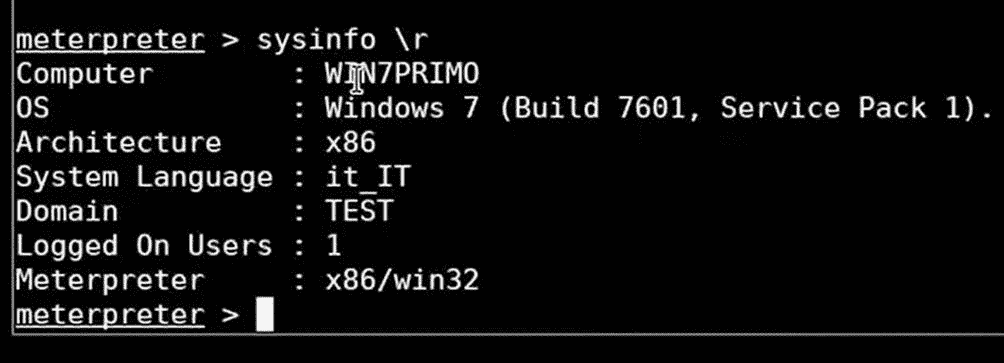 meterpreter > sysinfo \r
Computer : WIN7PRIMO
OS : Windows 7 (Build 7601, Service Pack 1).
Architecture : x86
System Language : it_IT
Domain : TEST
Logged On Users : 1
Meterpreter : x86/win32
meterpreter >